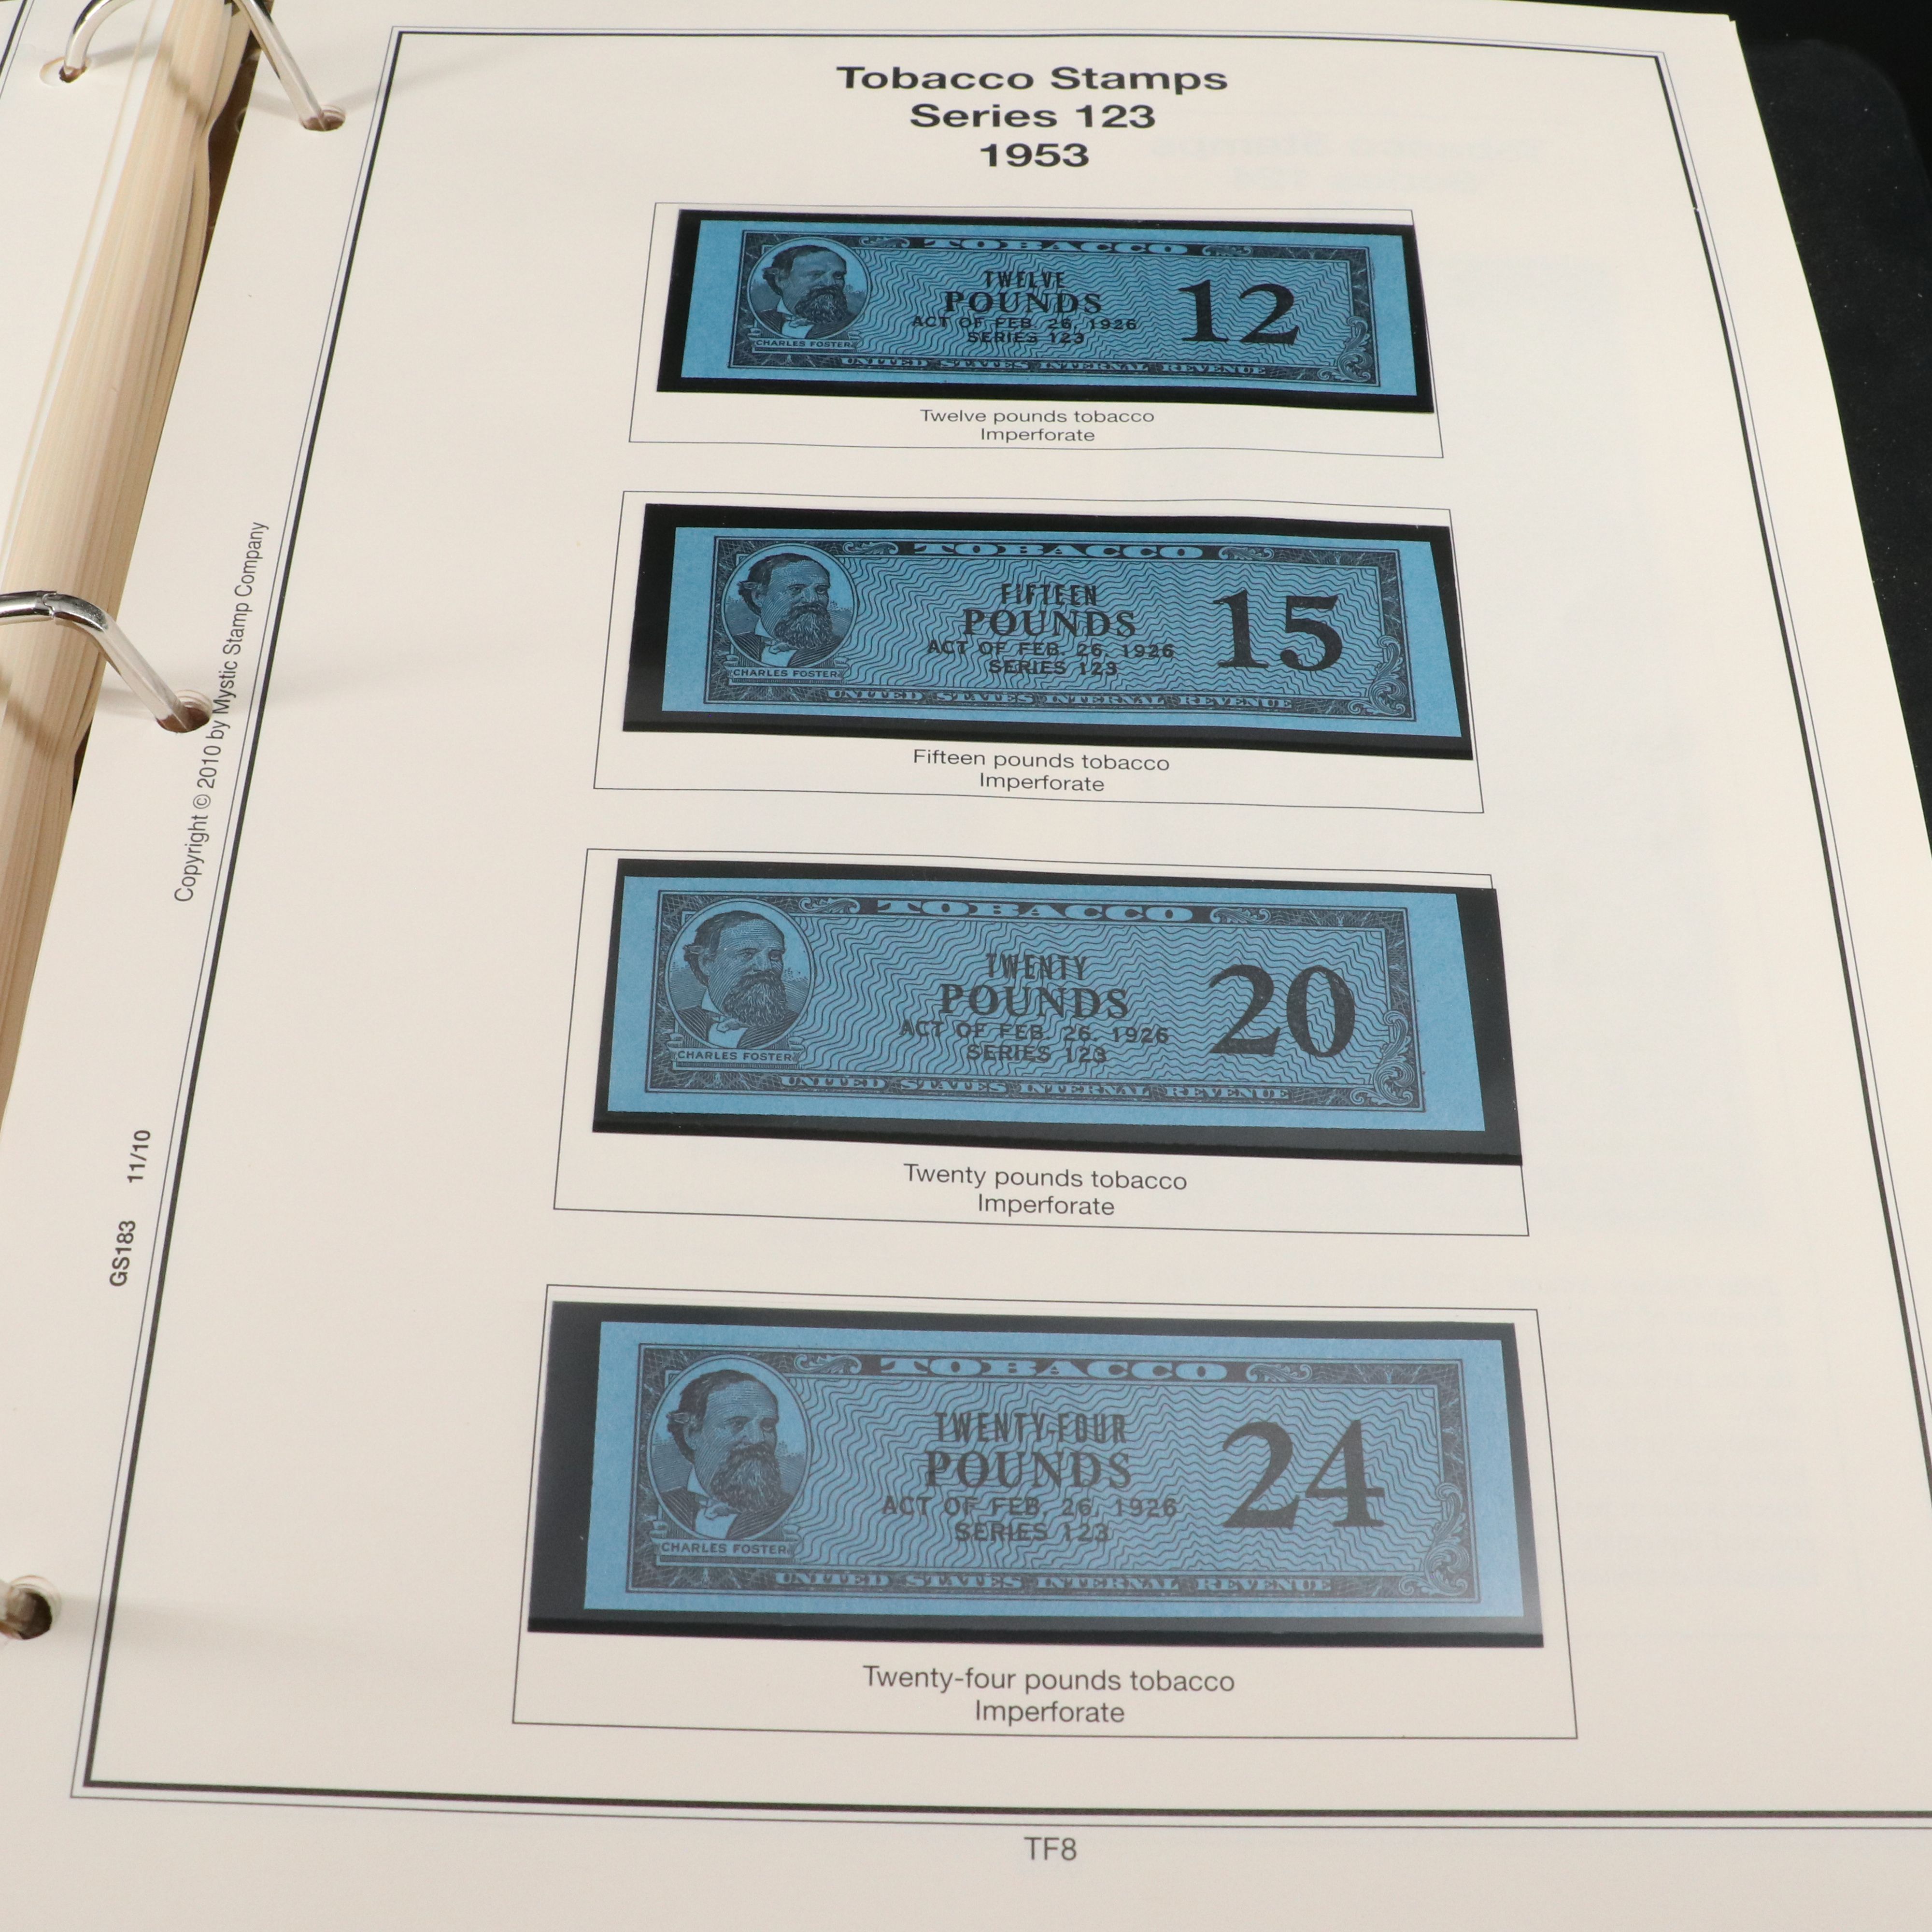 Tobacco Stamps
Series 123
1953
TOBACCO
TWELVE
POUNDS
ACT OF FEB. 26, 1926
SERIES 123
12
CHARLES FOSTER
UNITED STATES INTERNAL REVENUE
Twelve pounds tobacco
Imperforate
TOBACCO
FIFTEEN
POUNDS
ACT OF FEB. 26, 1926
SERIES 123
15
CHARLES FOSTER
UNITED STATES INTERNAL REVENUE
Fifteen pounds tobacco
Imperforate
TOBACCO
TWENTY
POUNDS
ACT OF FEB. 26, 1926
SERIES 123
20
CHARLES FOSTER
UNITED STATES INTERNAL REVENUE
Twenty pounds tobacco
Imperforate
TOBACCO
TWENTY-FOUR
POUNDS
ACT OF FEB. 26, 1926
SERIES 123
24
CHARLES FOSTER
UNITED STATES INTERNAL REVENUE
Twenty-four pounds tobacco
Imperforate
Copyright © 2010 by Mystic Stamp Company
GS183 11/10
TF8